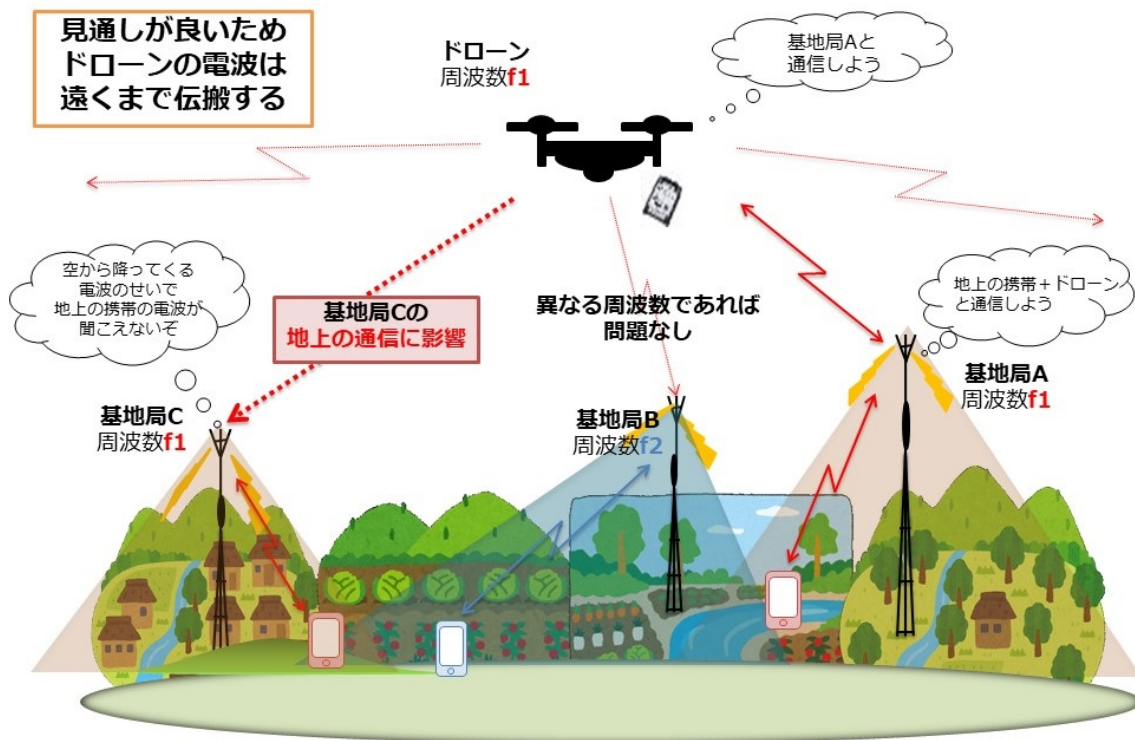 見通しが良いため
ドローンの電波は
遠くまで伝搬する
ドローン
周波数f1
基地局Aと
通信しよう
空から降ってくる
電波のせいで
地上の携帯の電波が
聞こえないぞ
基地局Cの
地上の通信に影響
異なる周波数であれば
問題なし
地上の携帯+ドローン
と通信しよう
基地局A
周波数f1
基地局C
周波数f1
基地局B
周波数f2